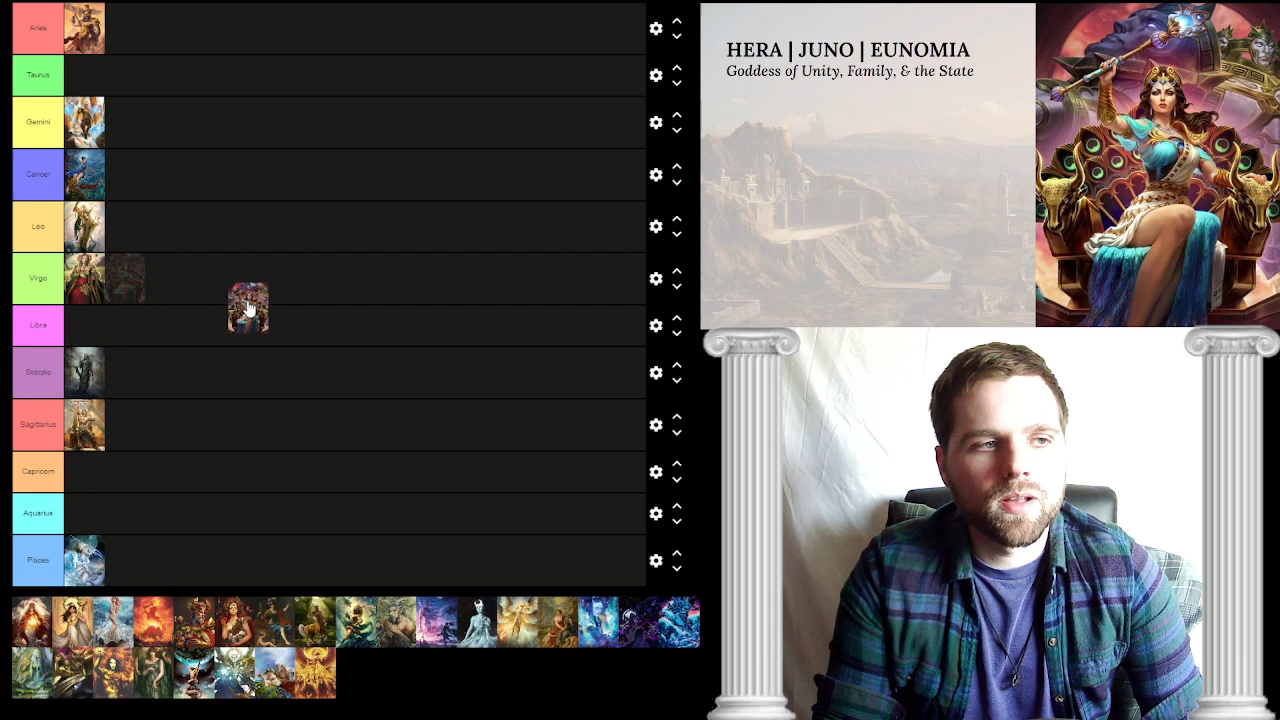 Aries
Taurus
Gemini
Cancer
Leo
Virgo
Libra
Scorpio
Sagittarius
Capricorn
Aquarius
Pisces
HERA | JUNO | EUNOMIA
Goddess of Unity, Family, & the State